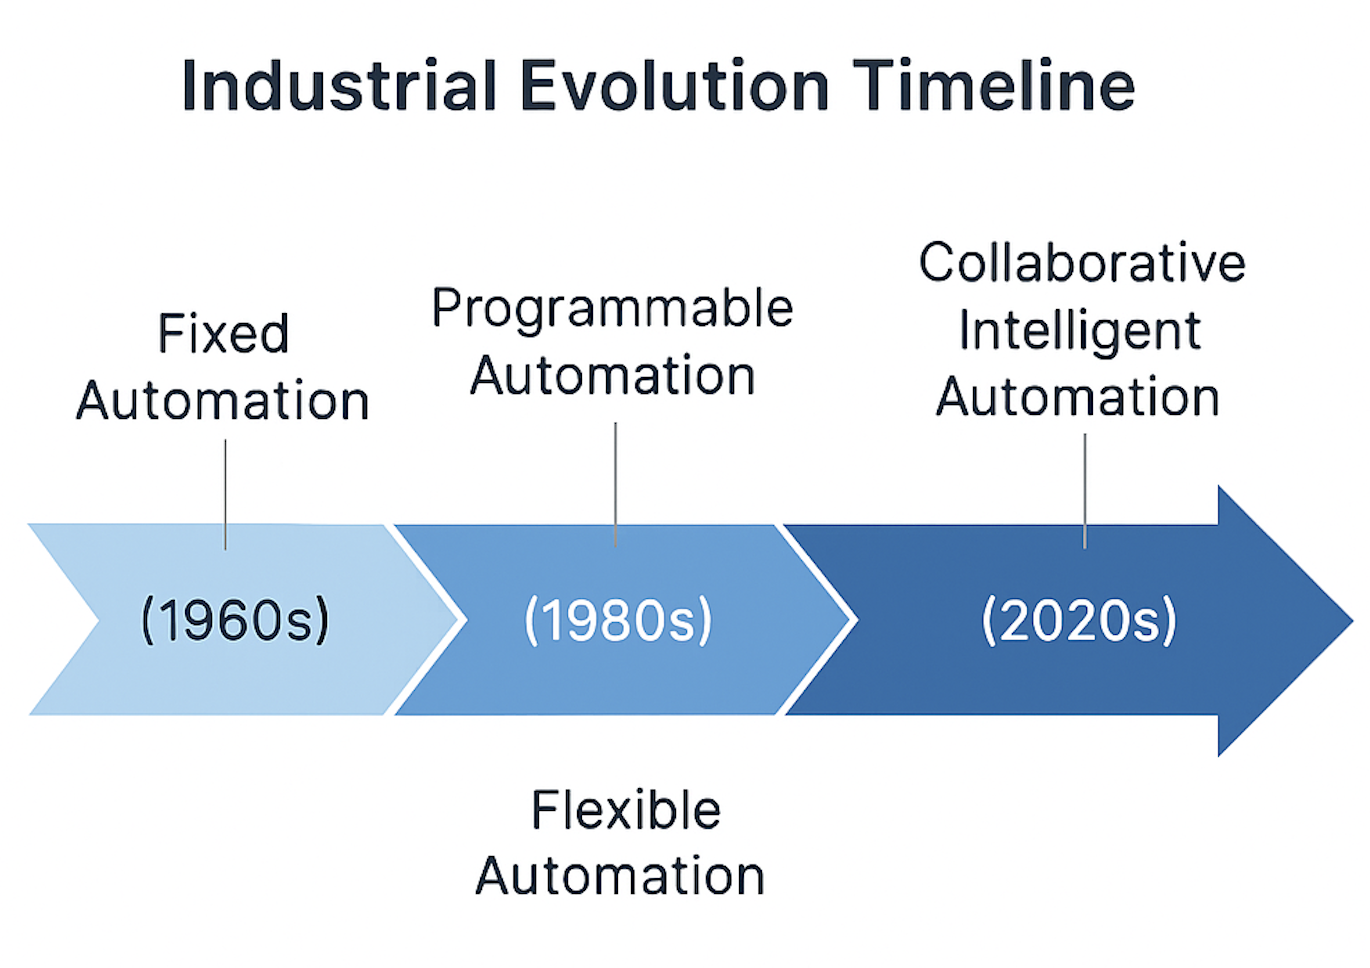 Industrial Evolution Timeline
Fixed
Automation
Programmable
Automation
Collaborative
Intelligent
Automation
(1960s)
(1980s)
(2020s)
Flexible
Automation